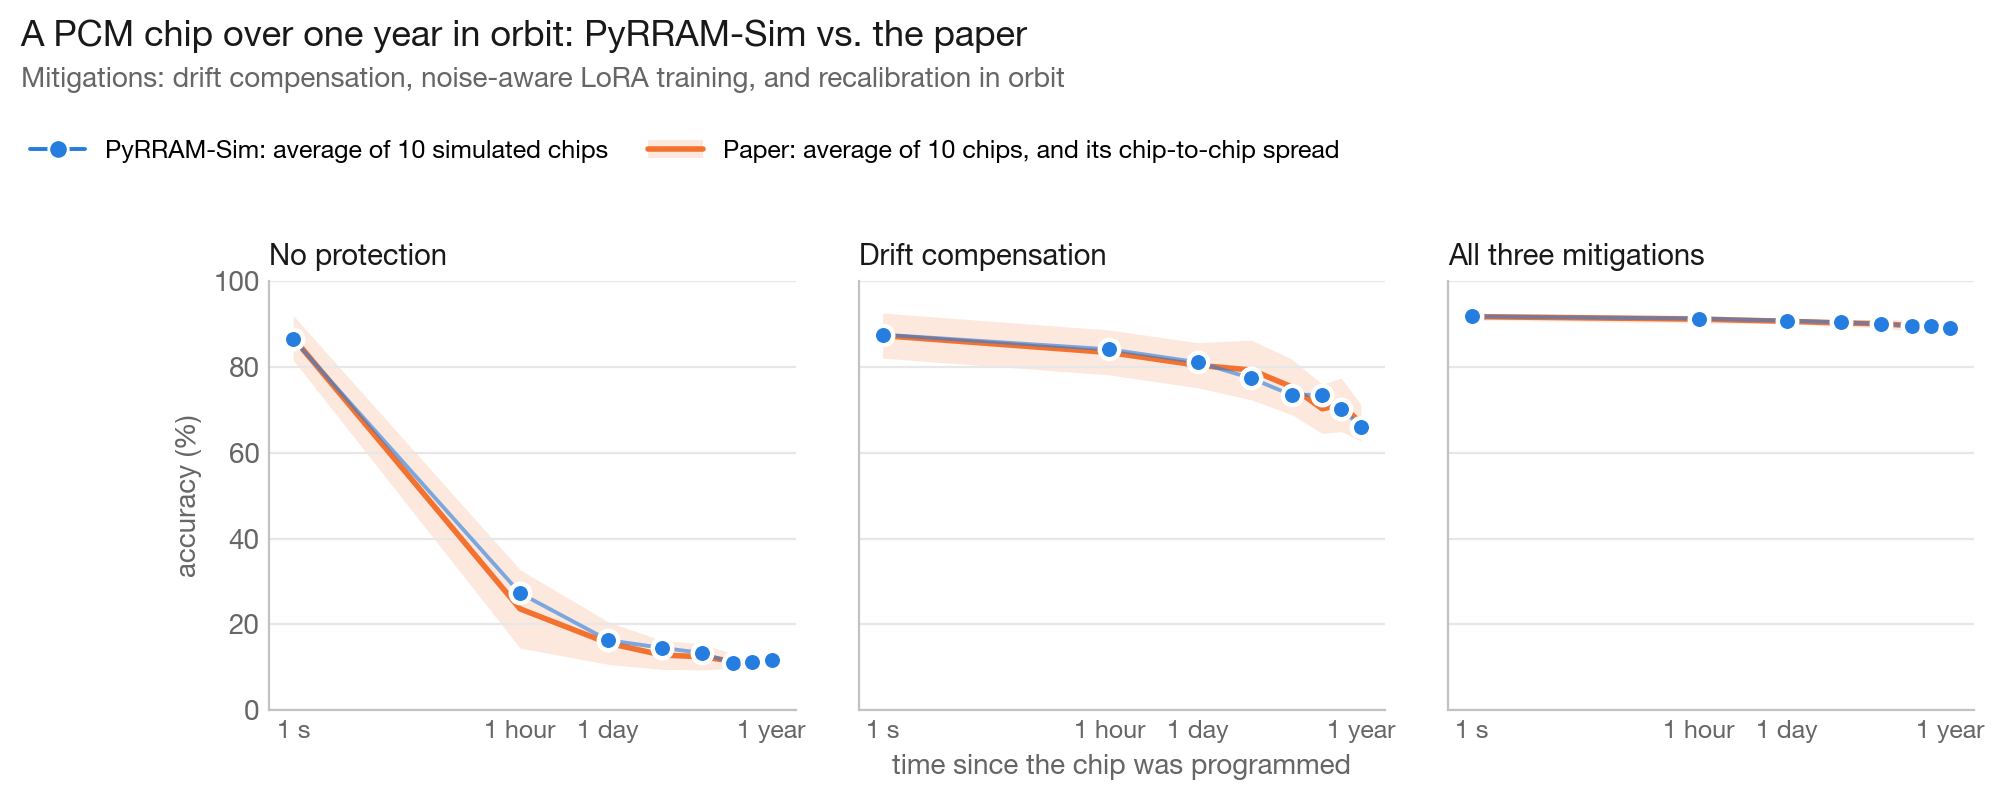 A PCM chip over one year in orbit: PyRRAM-Sim vs. the paper
Mitigations: drift compensation, noise-aware LoRA training, and recalibration in orbit
PyRRAM-Sim: average of 10 simulated chips
Paper: average of 10 chips, and its chip-to-chip spread
No protection
Drift compensation
All three mitigations
accuracy (%)
100
80
60
40
20
0
1 s
1 hour
1 day
1 year
1 s
1 hour
1 day
1 year
1 s
1 hour
1 day
1 year
time since the chip was programmed